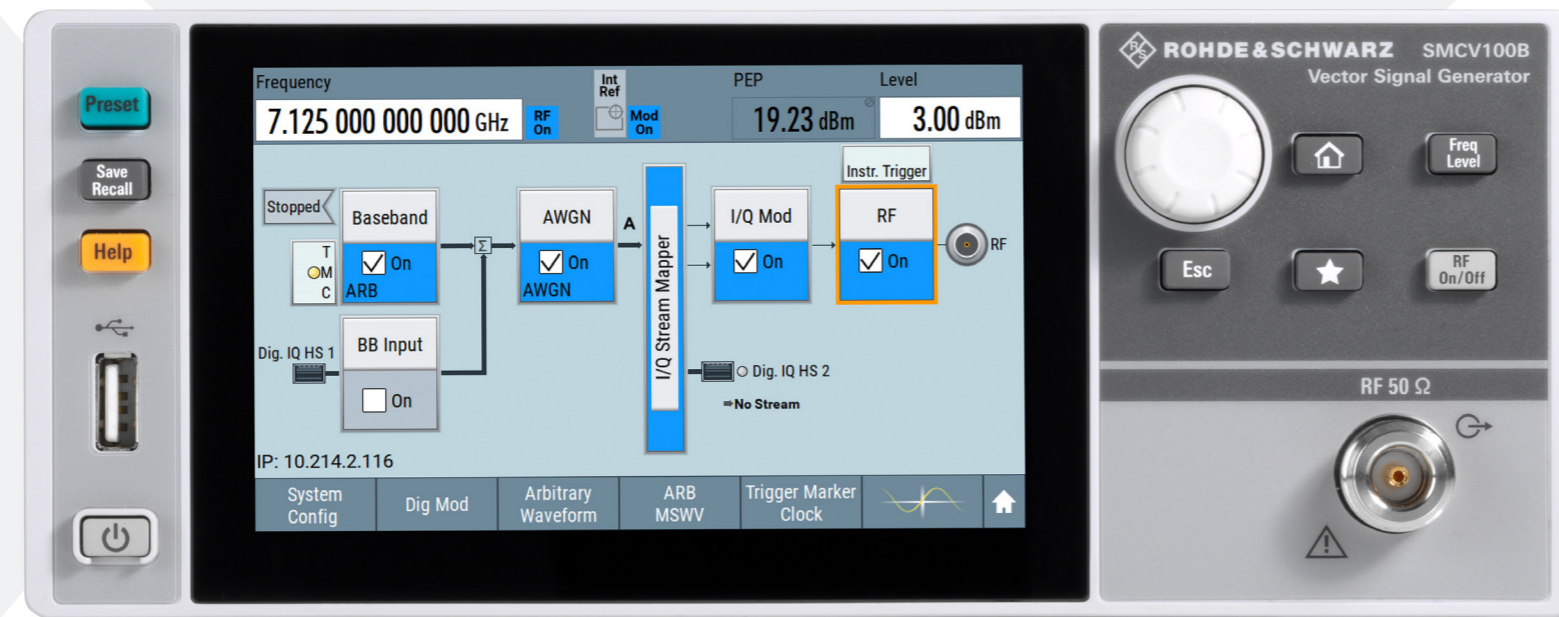 Preset
Save
Recall
Help
Frequency
Int
Ref
PEP
Level
7.125 000 000 000 GHz
RF
On
Mod
On
19.23 dBm
3.00 dBm
Instr. Trigger
Stopped
Baseband
AWGN
A
I/Q Mod
RF
T
M
C
On
ARB
Σ
On
AWGN
I/Q Stream Mapper
On
On
RF
Dig. IQ HS 1
BB Input
On
Dig. IQ HS 2
No Stream
IP: 10.214.2.116
System
Config
Dig Mod
Arbitrary
Waveform
ARB
MSWV
Trigger Marker
Clock
R&S
ROHDE&SCHWARZ SMCV100B
Vector Signal Generator
Freq
Level
Esc
RF
On/Off
RF 50 Ω